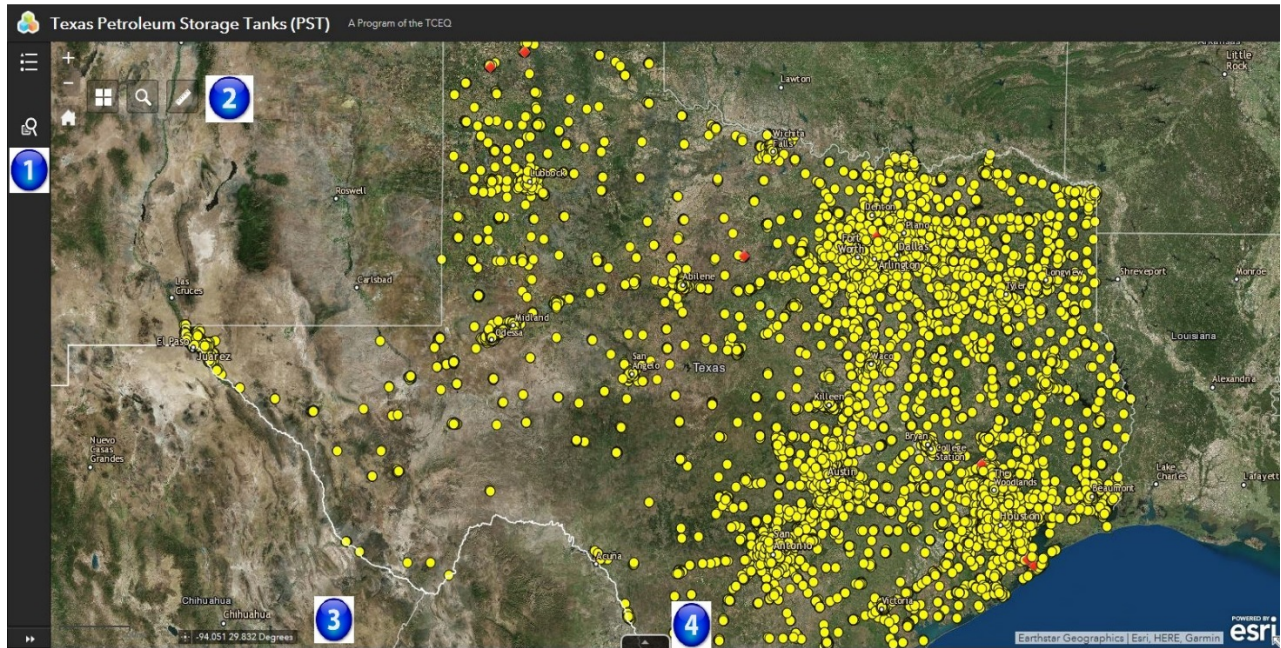 Texas Petroleum Storage Tanks (PST) A Program of the TCEQ
Little
Rock
Lawton
2
Wichita
Falls
1
Lubbock
Roswell
Denton
Plano
Fort
Worth
Dallas
Arlington
Abilene
Longview
Shreveport
Monroe
Las
Cruces
Carlsbad
Tyler
Midland
Odessa
El Paso
Juárez
Louisiana
San
Angelo
Texas
Waco
Alexandria
Killeen
Nuevo
Casas
Grandes
Bryan
College
Station
Austin
The
Woodlands
Lake
Charles
Lafayett
Beaumont
Houston
San
Antonio
Acuña
Chihuahua
Chihuahua
3
4
Victoria
-94.051 29.832 Degrees
Earthstar Geographics | Esri, HERE, Garmin
POWERED BY
esri